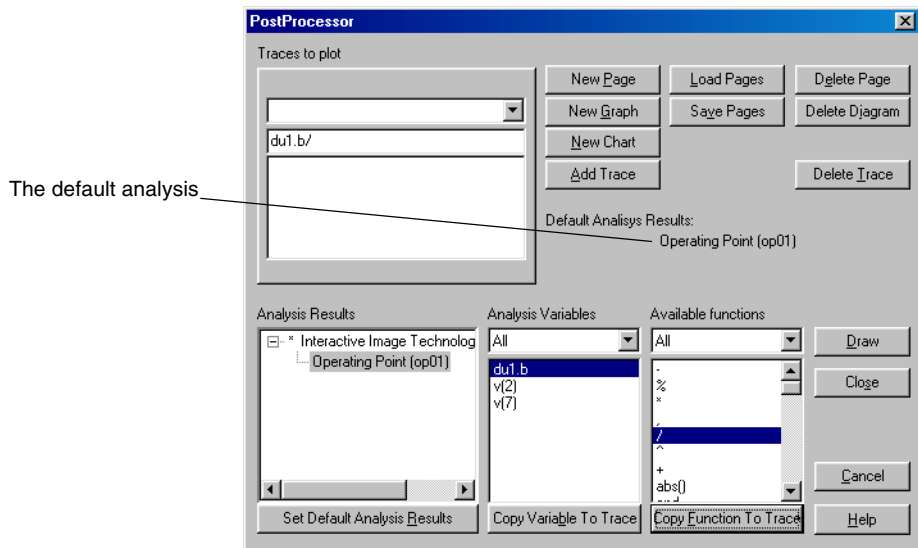 PostProcessor
Traces to plot
New Page
Load Pages
Delete Page
New Graph
Save Pages
Delete Diagram
du1.b/
New Chart
Add Trace
Delete Trace
The default analysis
Default Analisys Results:
Operating Point (op01)
Analysis Results
Analysis Variables
Available functions
* Interactive Image Technolog
Operating Point (op01)
All
du1.b
v(2)
v(7)
All
-
%
*
,
/
^
+
abs()
Draw
Close
Cancel
Set Default Analysis Results
Copy Variable To Trace
Copy Function To Trace
Help